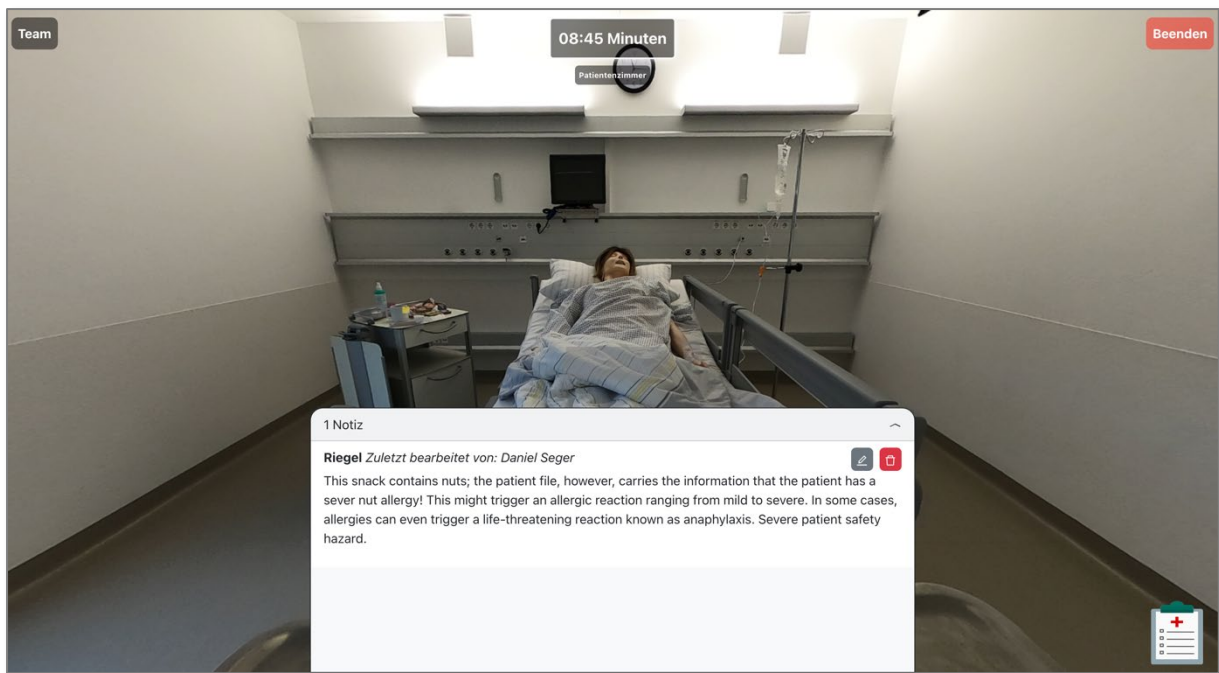 Team
08:45 Minuten
Beenden
Patientenzimmer
1 Notiz
Riegel Zuletzt bearbeitet von: Daniel Seger
This snack contains nuts; the patient file, however, carries the information that the patient has a
sever nut allergy! This might trigger an allergic reaction ranging from mild to severe. In some cases,
allergies can even trigger a life-threatening reaction known as anaphylaxis. Severe patient safety
hazard.